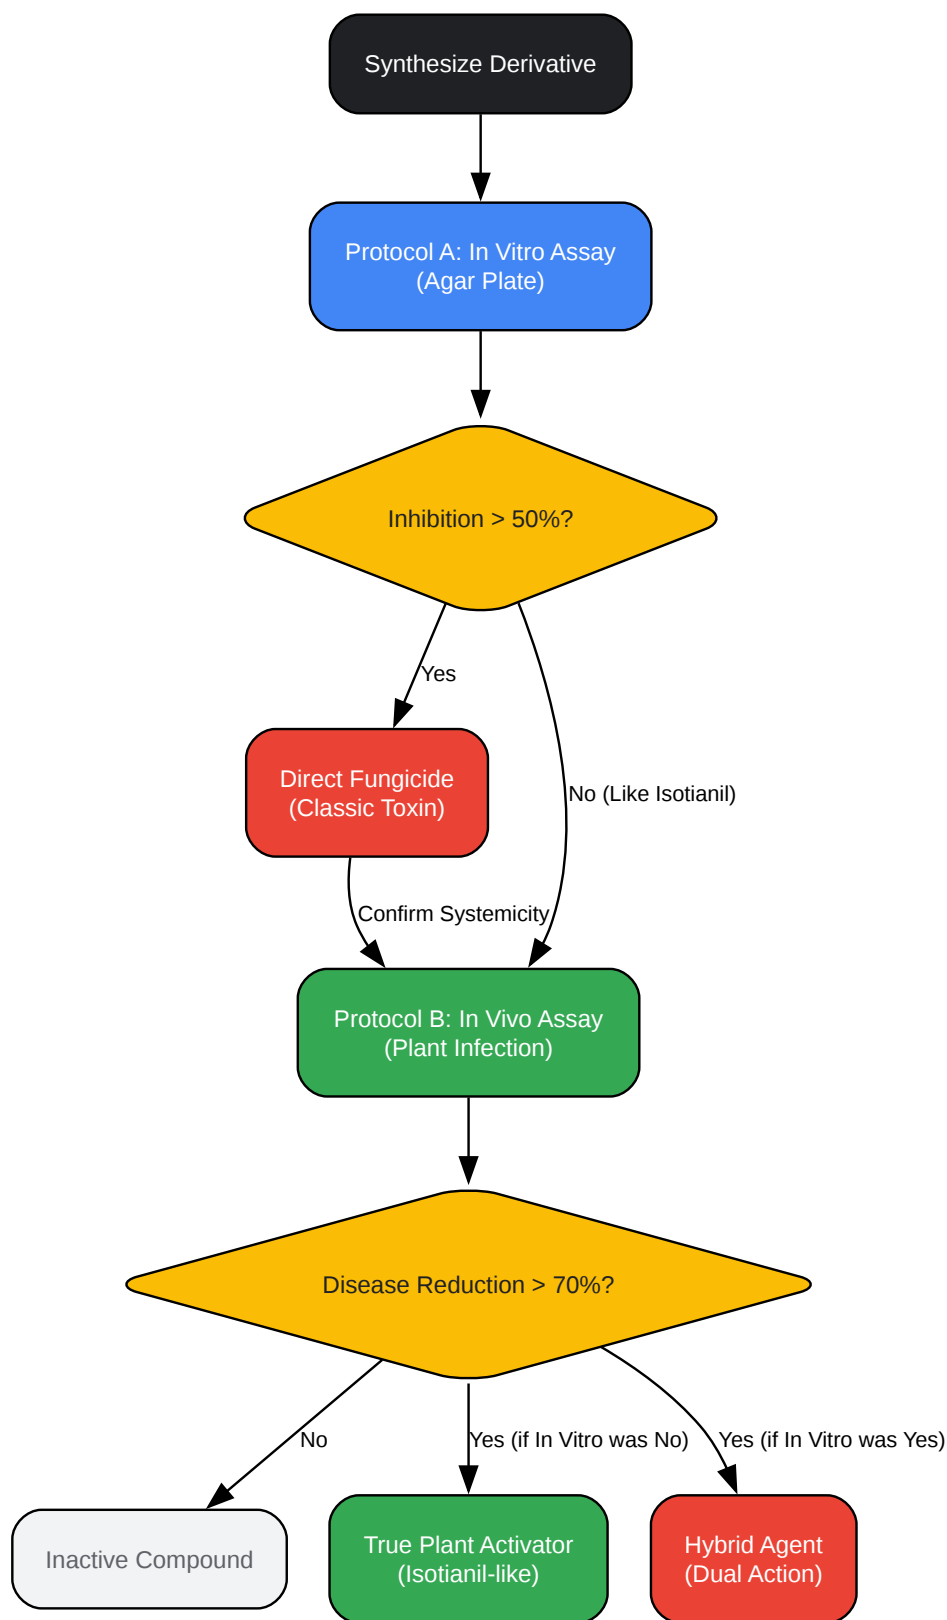 Synthesize Derivative
Protocol A: In Vitro Assay
(Agar Plate)
Inhibition > 50%?
Yes
Direct Fungicide
(Classic Toxin)
No (Like Isotianil)
Confirm Systemicity
Protocol B: In Vivo Assay
(Plant Infection)
Disease Reduction > 70%?
No
Yes (if In Vitro was No)
Yes (if In Vitro was Yes)
Inactive Compound
True Plant Activator
(Isotianil-like)
Hybrid Agent
(Dual Action)